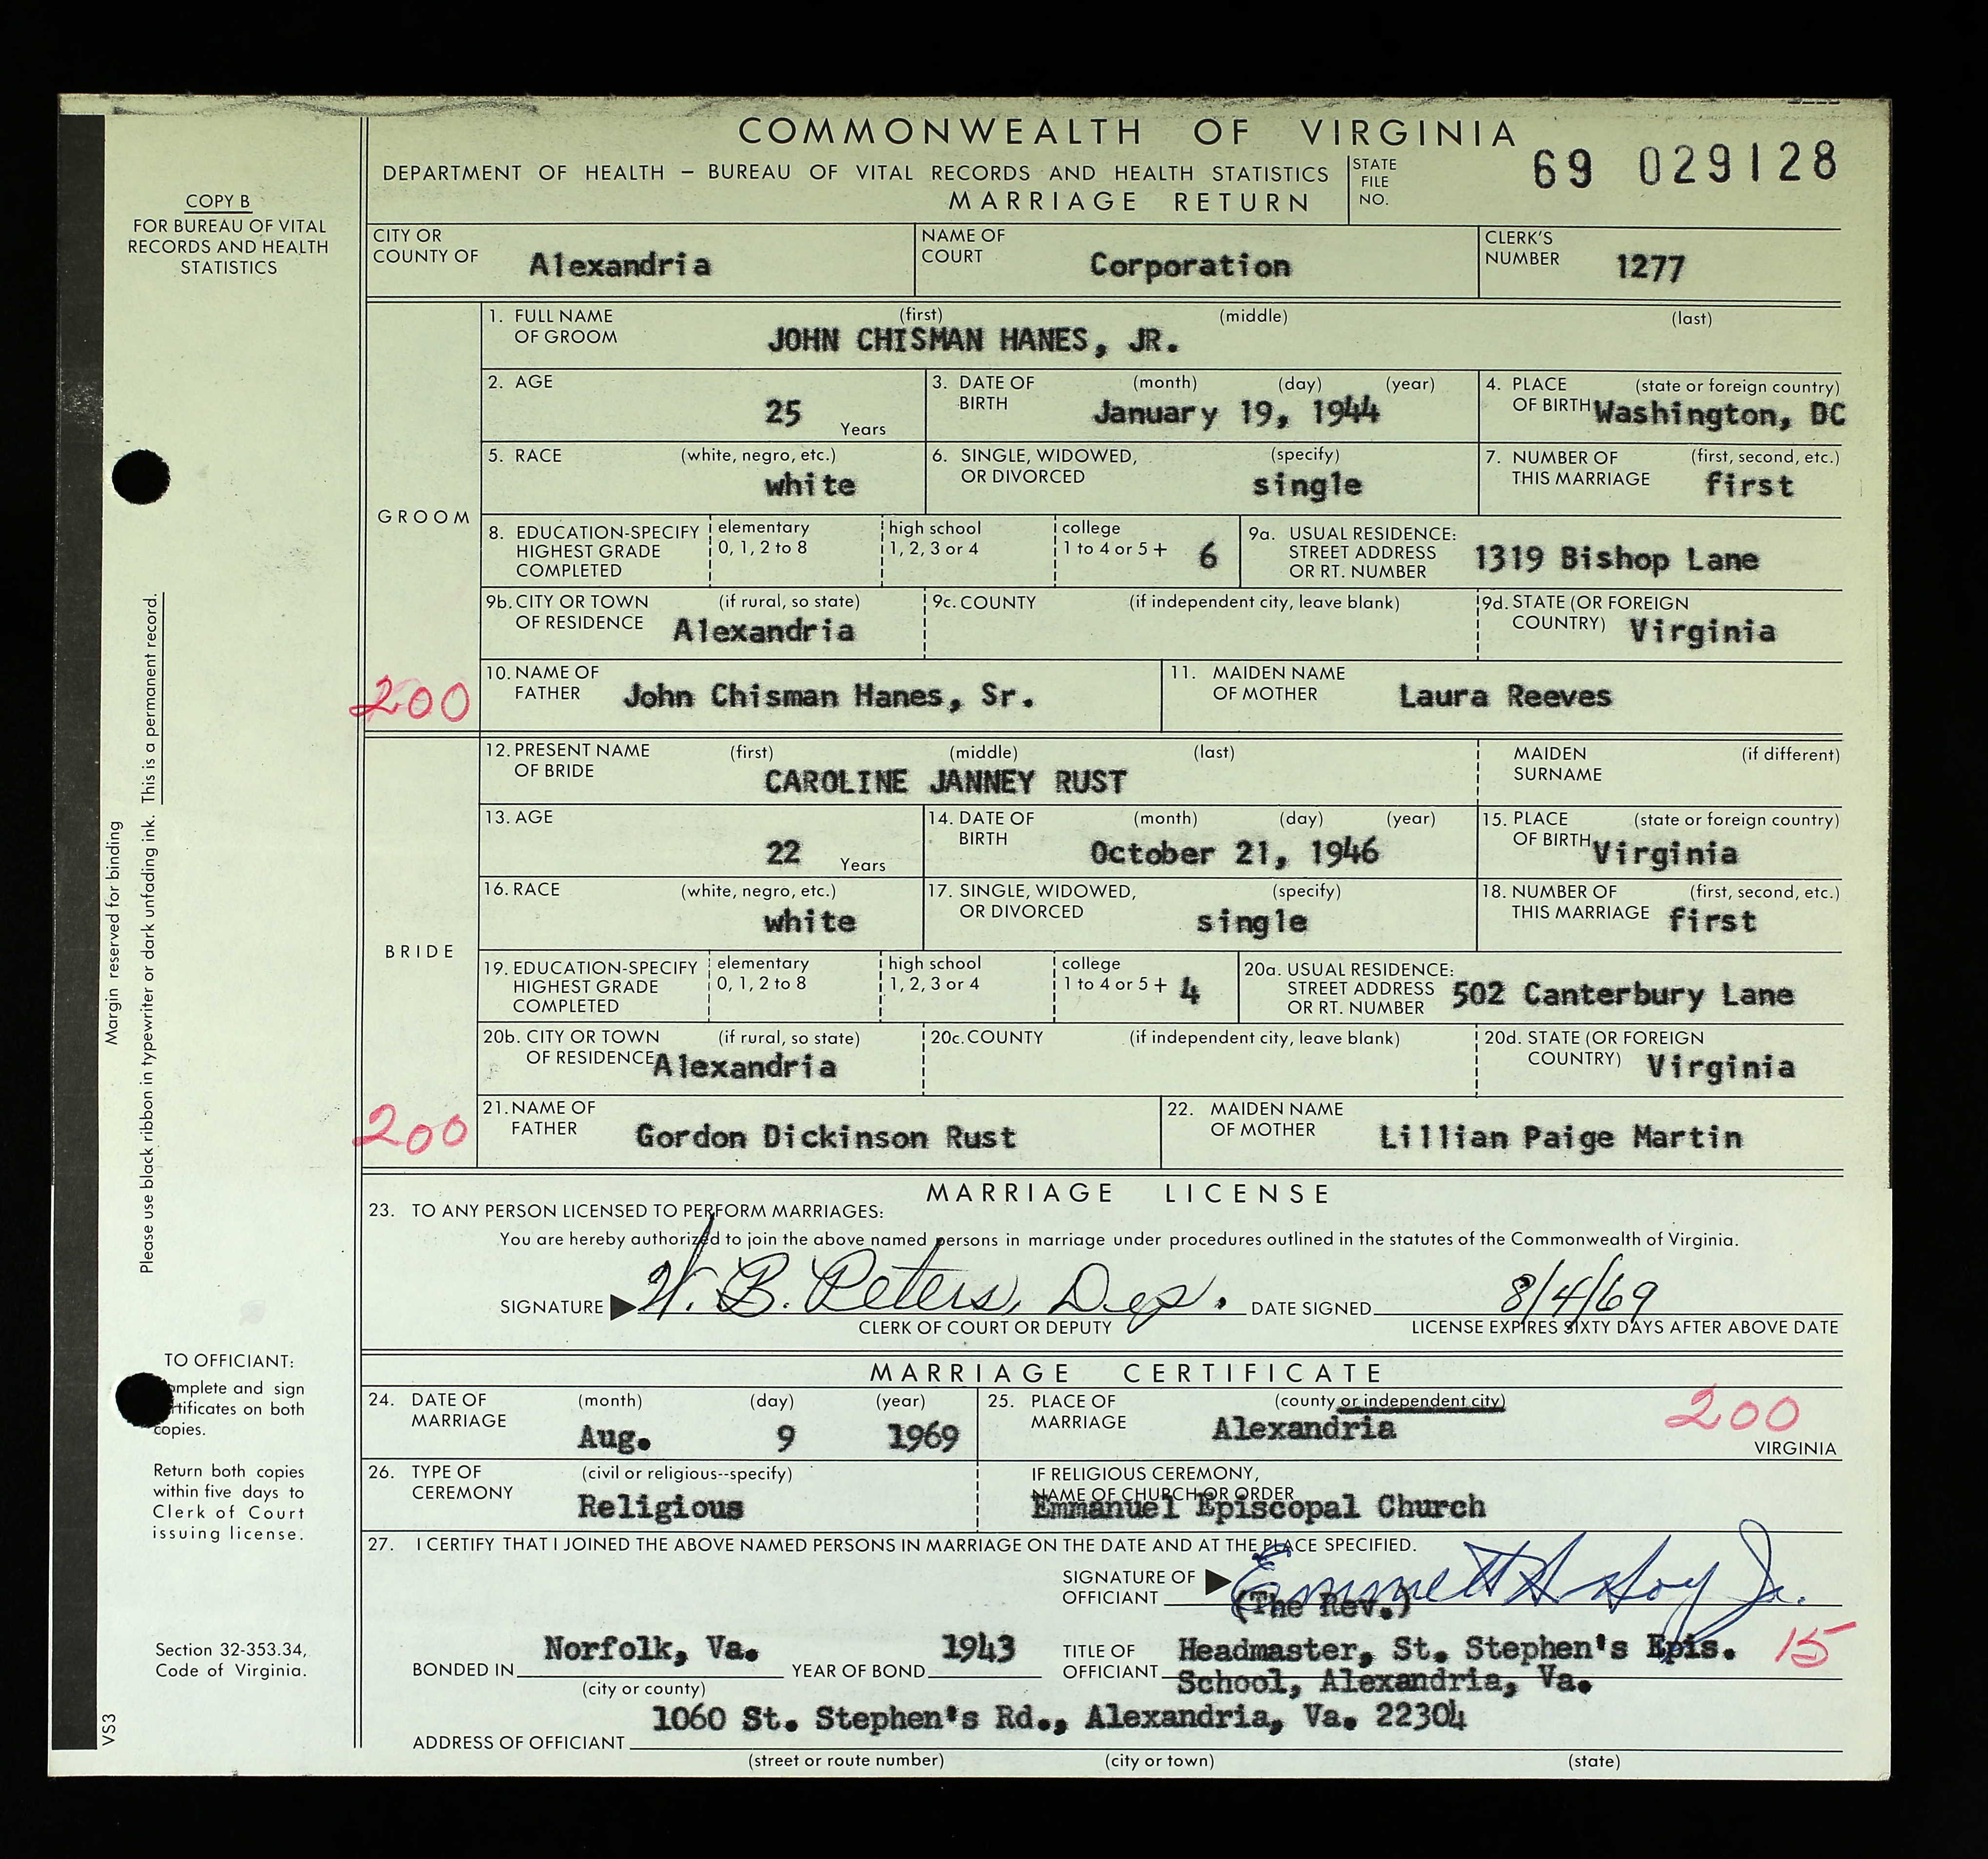 COMMONWEALTH OF VIRGINIA
DEPARTMENT OF HEALTH – BUREAU OF VITAL RECORDS AND HEALTH STATISTICS
MARRIAGE RETURN
STATE FILE NO. 69 029128
COPY B
FOR BUREAU OF VITAL
RECORDS AND HEALTH
STATISTICS
CITY OR COUNTY OF Alexandria NAME OF COURT Corporation CLERK'S NUMBER 1277
GROOM
1. FULL NAME OF GROOM (first) (middle) (last)
JOHN CHISMAN HANES, JR.
2. AGE 25 Years 3. DATE OF BIRTH (month) (day) (year) January 19, 1944 4. PLACE OF BIRTH (state or foreign country) Washington, DC
5. RACE (white, negro, etc.) white 6. SINGLE, WIDOWED, OR DIVORCED (specify) single 7. NUMBER OF THIS MARRIAGE (first, second, etc.) first
8. EDUCATION-SPECIFY HIGHEST GRADE COMPLETED elementary 0, 1, 2 to 8 high school 1, 2, 3 or 4 college 1 to 4 or 5+ 6 9a. USUAL RESIDENCE: STREET ADDRESS OR RT. NUMBER 1319 Bishop Lane
9b. CITY OR TOWN OF RESIDENCE (if rural, so state) Alexandria 9c. COUNTY (if independent city, leave blank) 9d. STATE (OR FOREIGN COUNTRY) Virginia
200
10. NAME OF FATHER John Chisman Hanes, Sr. 11. MAIDEN NAME OF MOTHER Laura Reeves
BRIDE
12. PRESENT NAME OF BRIDE (first) (middle) (last) MAIDEN SURNAME (if different)
CAROLINE JANNEY RUST
13. AGE 22 Years 14. DATE OF BIRTH (month) (day) (year) October 21, 1946 15. PLACE OF BIRTH (state or foreign country) Virginia
16. RACE (white, negro, etc.) white 17. SINGLE, WIDOWED, OR DIVORCED (specify) single 18. NUMBER OF THIS MARRIAGE (first, second, etc.) first
19. EDUCATION-SPECIFY HIGHEST GRADE COMPLETED elementary 0, 1, 2 to 8 high school 1, 2, 3 or 4 college 1 to 4 or 5+ 4 20a. USUAL RESIDENCE: STREET ADDRESS OR RT. NUMBER 502 Canterbury Lane
20b. CITY OR TOWN OF RESIDENCE (if rural, so state) Alexandria 20c. COUNTY (if independent city, leave blank) 20d. STATE (OR FOREIGN COUNTRY) Virginia
200
21. NAME OF FATHER Gordon Dickinson Rust 22. MAIDEN NAME OF MOTHER Lillian Paige Martin
MARRIAGE LICENSE
23. TO ANY PERSON LICENSED TO PERFORM MARRIAGES:
You are hereby authorized to join the above named persons in marriage under procedures outlined in the statutes of the Commonwealth of Virginia.
SIGNATURE W. B. Peters, Dep. DATE SIGNED 8/4/69
CLERK OF COURT OR DEPUTY LICENSE EXPIRES SIXTY DAYS AFTER ABOVE DATE
MARRIAGE CERTIFICATE
24. DATE OF MARRIAGE (month) (day) (year) Aug. 9 1969 25. PLACE OF MARRIAGE (county or independent city) Alexandria 200 VIRGINIA
26. TYPE OF CEREMONY (civil or religious--specify) Religious IF RELIGIOUS CEREMONY, NAME OF CHURCH OR ORDER Emmanuel Episcopal Church
27. I CERTIFY THAT I JOINED THE ABOVE NAMED PERSONS IN MARRIAGE ON THE DATE AND AT THE PLACE SPECIFIED.
SIGNATURE OF OFFICIANT Emmett H Hoy Jr.
(The Rev.)
BONDED IN Norfolk, Va. YEAR OF BOND 1943 TITLE OF OFFICIANT Headmaster, St. Stephen's Epis. 15
(city or county) School, Alexandria, Va.
ADDRESS OF OFFICIANT 1060 St. Stephen's Rd., Alexandria, Va. 22304
(street or route number) (city or town) (state)
Margin reserved for binding
Please use black ribbon in typewriter or dark unfading ink. This is a permanent record.
TO OFFICIANT:
omplete and sign
rtificates on both
copies.
Return both copies
within five days to
Clerk of Court
issuing license.
Section 32-353.34,
Code of Virginia.
VS3